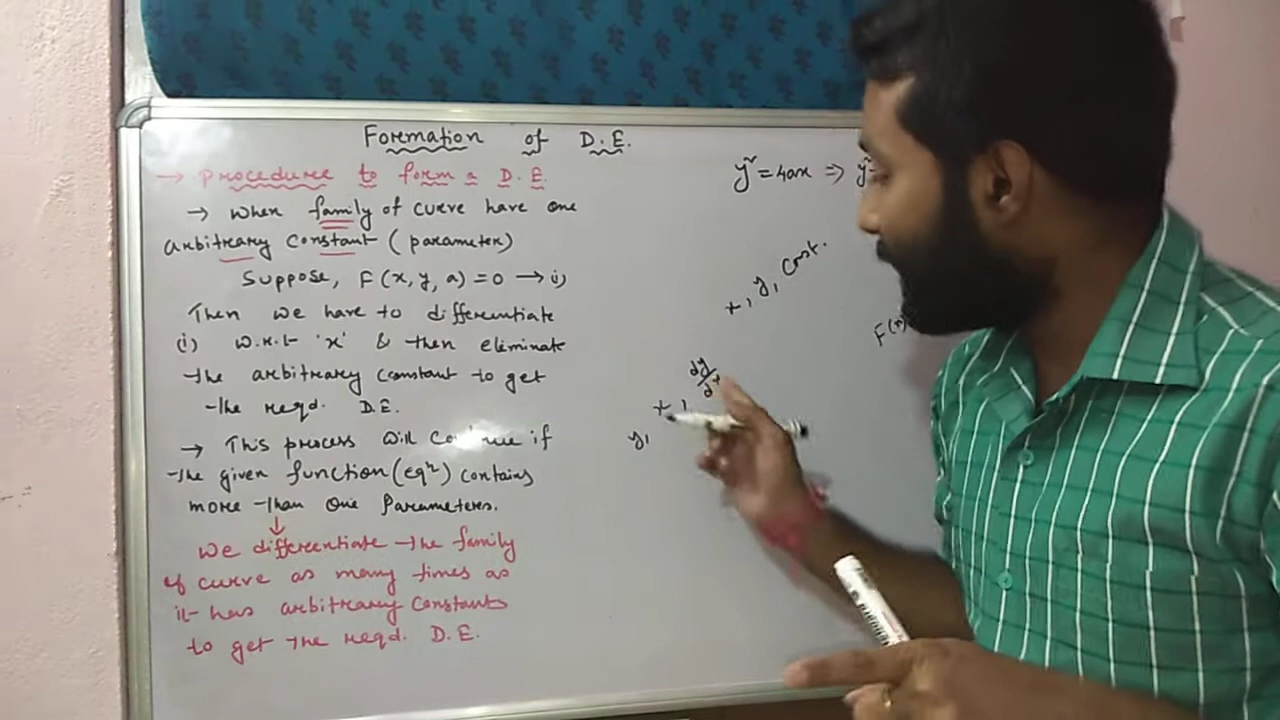 Formation of D.E.
→ procedure to form a D.E.
→ When family of curve have one
arbitrary constant (parameter)
Suppose, F(x, y, a) = 0 → i)
Then we have to differentiate
(i) w.r.t 'x' & then eliminate
the arbitrary constant to get
the reqd. D.E.
→ This process will continue if
the given function (eqⁿ) contains
more than one parameters.
↓
We differentiate the family
of curve as many times as
it has arbitrary constants
to get the reqd. D.E.
y² = 4ax ⇒ y²
x, y, const.
F(x)
y, x, dy/dx